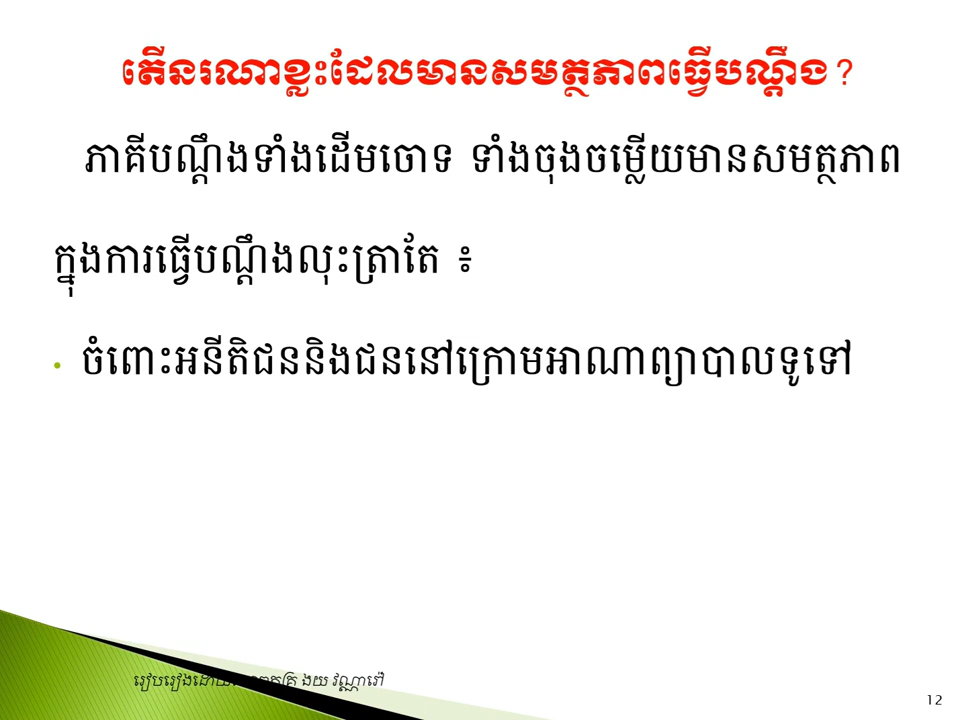 តើនរណាខ្លះដែលមានសមត្ថភាពធ្វើបណ្ដឹង ?
ភាគីបណ្ដឹងទាំងដើមចោទ ទាំងចុងចម្លើយមានសមត្ថភាព
ក្នុងការធ្វើបណ្ដឹងលុះត្រាតែ ៖
• ចំពោះអនីតិជននិងជននៅក្រោមអាណាព្យាបាលទូទៅ
រៀបរៀងដោយ ងយ វណ្ណារៅ
12